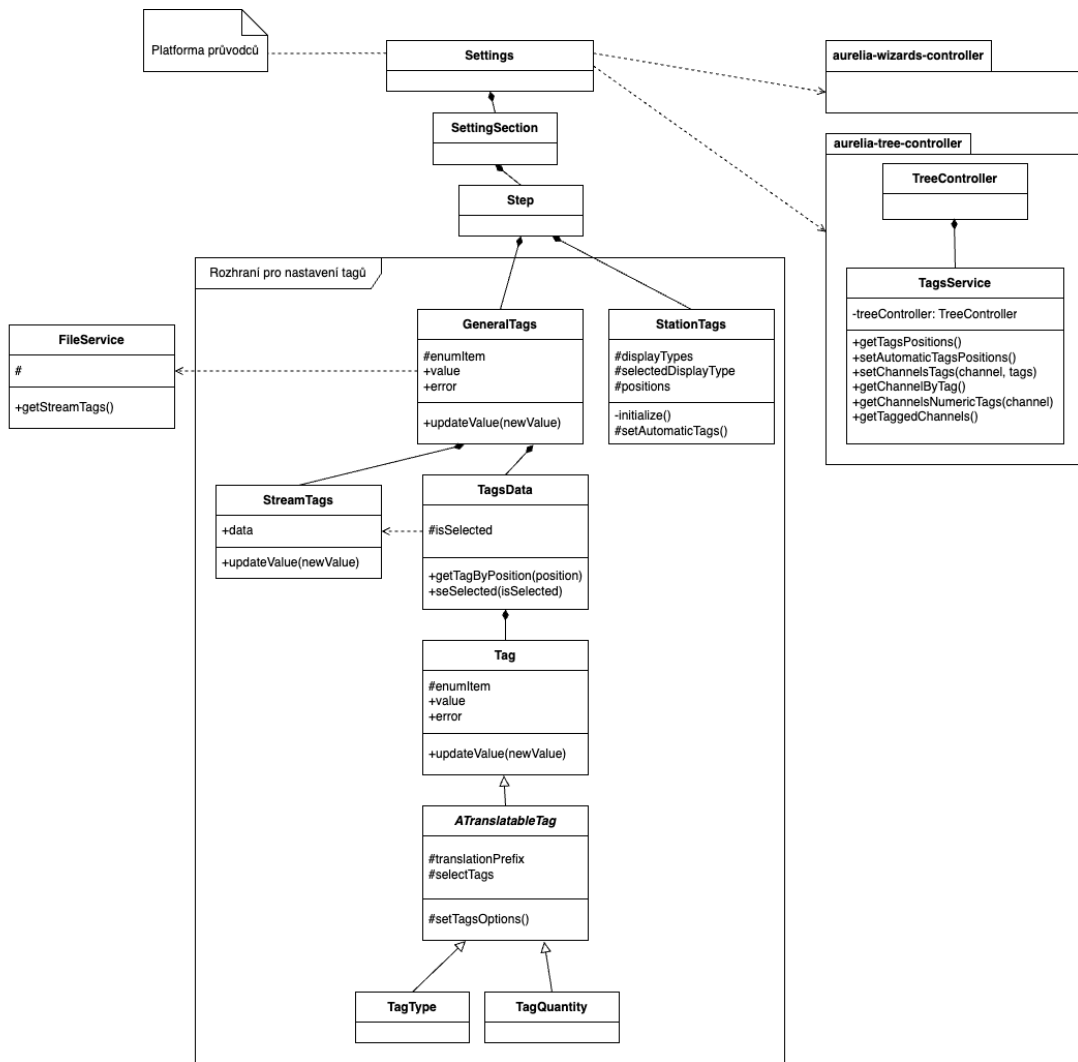 Platforma průvodců
Settings
aurelia-wizards-controller
SettingSection
aurelia-tree-controller
TreeController
Step
Rozhraní pro nastavení tagů
TagsService
-treeController: TreeController
+getTagsPositions()
+setAutomaticTagsPositions()
+setChannelsTags(channel, tags)
+getChannelByTag()
+getChannelsNumericTags(channel)
+getTaggedChannels()
FileService
#
+getStreamTags()
GeneralTags
#enumItem
+value
+error
+updateValue(newValue)
StationTags
#displayTypes
#selectedDisplayType
#positions
-initialize()
#setAutomaticTags()
StreamTags
+data
+updateValue(newValue)
TagsData
#isSelected
+getTagByPosition(position)
+seSelected(isSelected)
Tag
#enumItem
+value
+error
+updateValue(newValue)
ATranslatableTag
#translationPrefix
#selectTags
#setTagsOptions()
TagType
TagQuantity